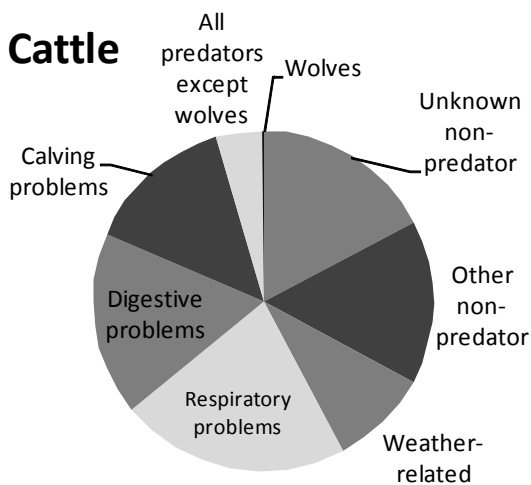 Cattle
All
predators
except
wolves
Wolves
Unknown
non-
predator
Other
non-
predator
Weather-
related
Respiratory
problems
Digestive
problems
Calving
problems